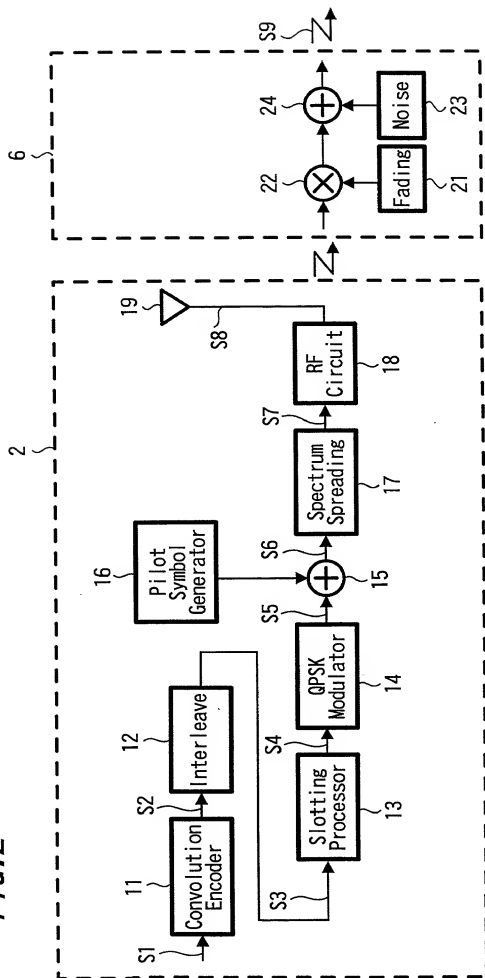 FIG. 2
2
6
S1
11
Convolution
Encoder
S2
12
Interleave
S3
13
Slotting
Processor
S4
14
QPSK
Modulator
S5
15
16
Pilot
Symbol
Generator
S6
17
Spectrum
Spreading
S7
18
RF
Circuit
S8
19
22
24
S9
Fading
21
Noise
23